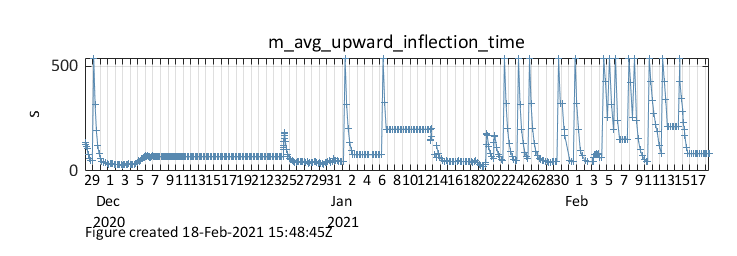 m_avg_upward_inflection_time
500
s
0
29 1 3 5 7 9 11 13 15 17 19 21 23 25 27 29 31 2 4 6 8 10 12 14 16 18 20 22 24 26 28 30 1 3 5 7 9 11 13 15 17
Dec Jan Feb
2020 2021
Figure created 18-Feb-2021 15:48:45Z